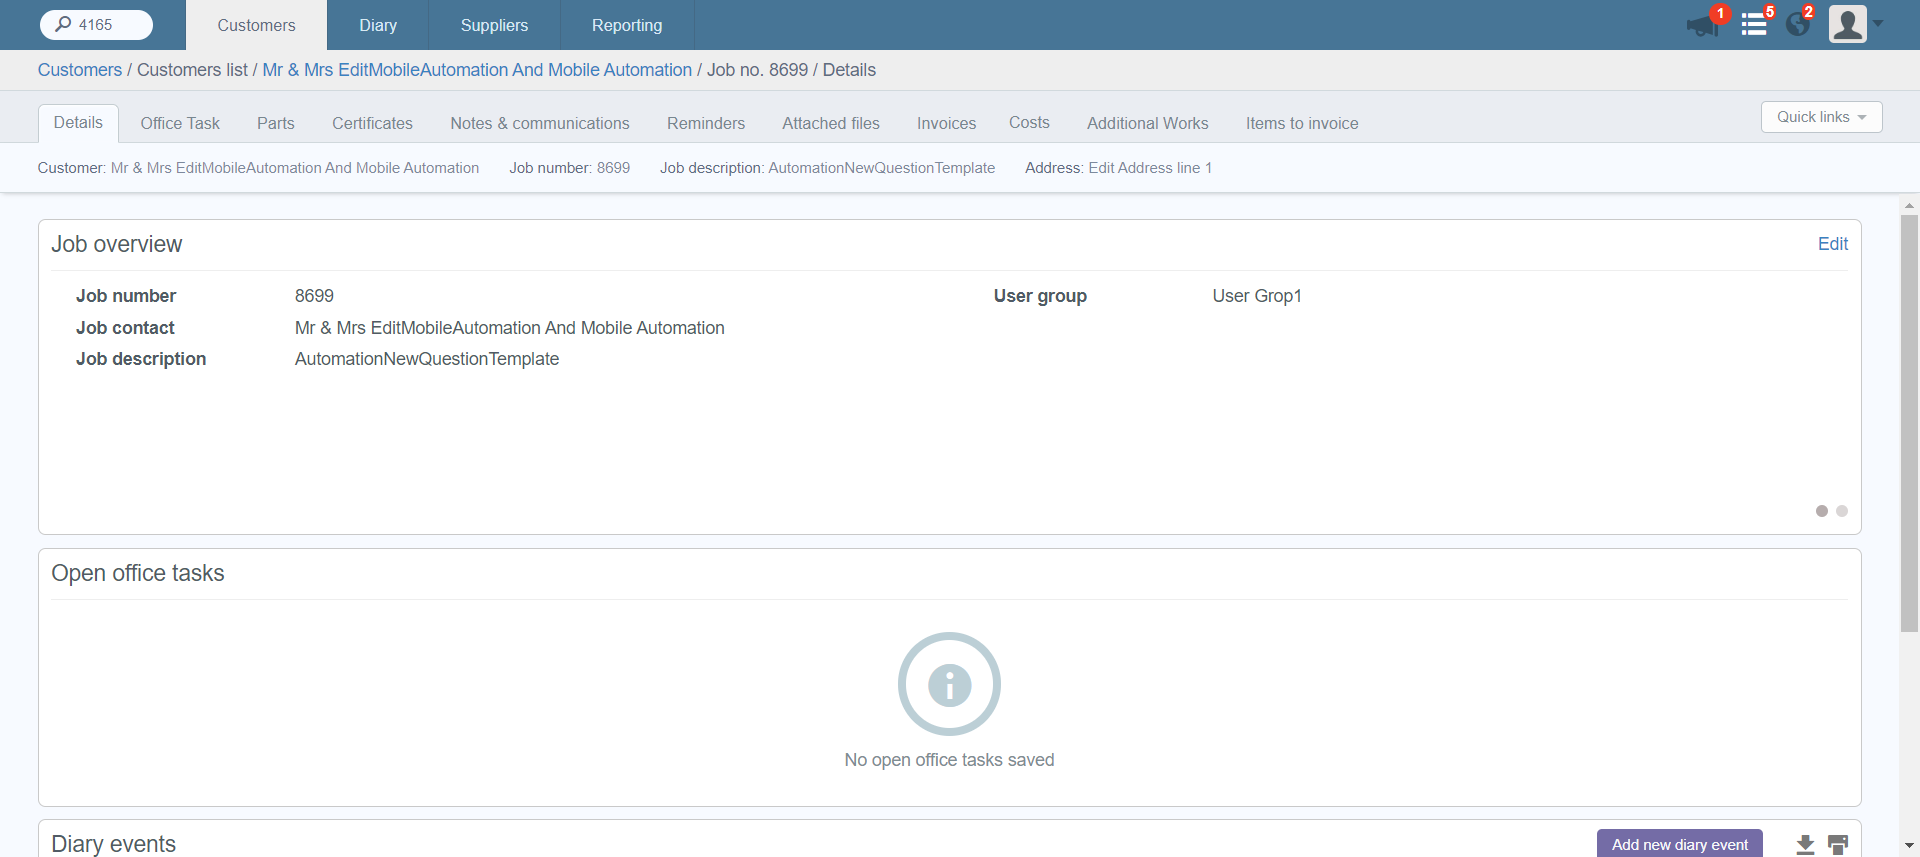 4165
Customers
Diary
Suppliers
Reporting
1
5
2
Customers / Customers list / Mr & Mrs EditMobileAutomation And Mobile Automation / Job no. 8699 / Details
Details
Office Task
Parts
Certificates
Notes & communications
Reminders
Attached files
Invoices
Costs
Additional Works
Items to invoice
Quick links
Customer: Mr & Mrs EditMobileAutomation And Mobile Automation
Job number: 8699
Job description: AutomationNewQuestionTemplate
Address: Edit Address line 1
Job overview
Edit
Job number 8699
User group User Grop1
Job contact Mr & Mrs EditMobileAutomation And Mobile Automation
Job description AutomationNewQuestionTemplate
Open office tasks
No open office tasks saved
Diary events
Add new diary event